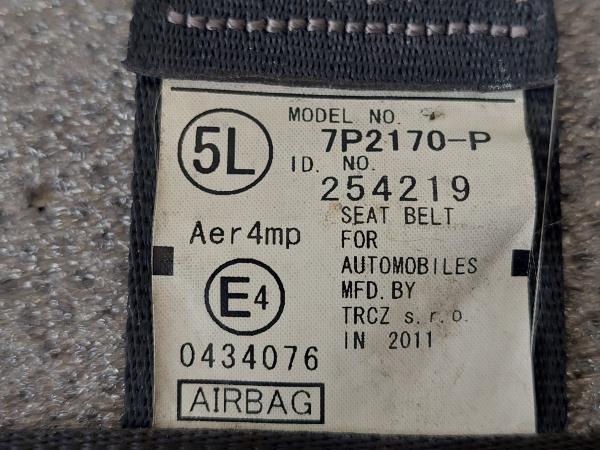 5L
MODEL NO.
7P2170-P
ID. NO.
254219
Aer4mp
SEAT BELT
FOR
AUTOMOBILES
MFD. BY
TRCZ s.r.o.
IN 2011
E4
0434076
AIRBAG